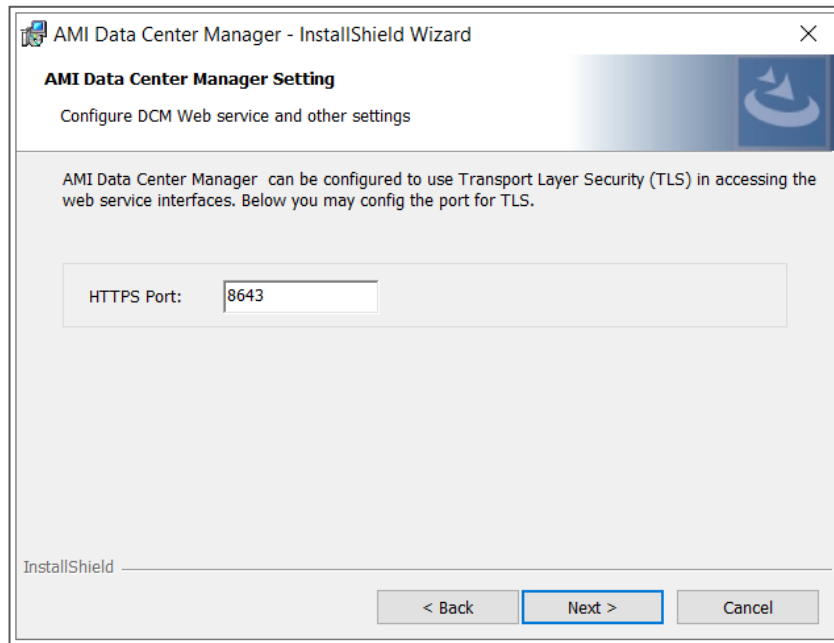 AMI Data Center Manager - InstallShield Wizard
AMI Data Center Manager Setting
Configure DCM Web service and other settings
AMI Data Center Manager  can be configured to use Transport Layer Security (TLS) in accessing the
web service interfaces. Below you may config the port for TLS.
HTTPS Port: 8643
InstallShield
< Back Next > Cancel